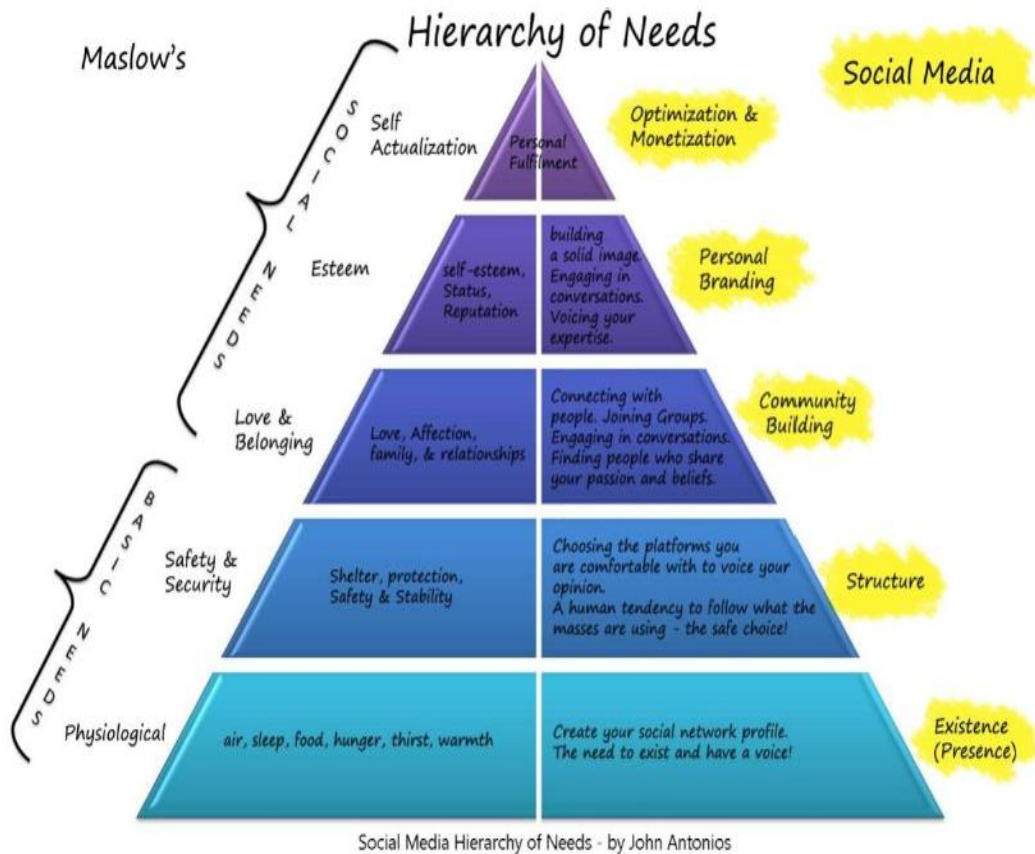 Hierarchy of Needs
Maslow's
Social Media
SOCIAL NEEDS
Self
Actualization
Personal
Fulfilment
Optimization &
Monetization
Esteem
self-esteem,
Status,
Reputation
building
a solid image.
Engaging in
conversations.
Voicing your
expertise.
Personal
Branding
Love &
Belonging
Love, Affection,
family, & relationships
Connecting with
people. Joining Groups.
Engaging in conversations.
Finding people who share
your passion and beliefs.
Community
Building
BASIC NEEDS
Safety &
Security
Shelter, protection,
Safety & Stability
Choosing the platforms you
are comfortable with to voice your
opinion.
A human tendency to follow what the
masses are using - the safe choice!
Structure
Physiological
air, sleep, food, hunger, thirst, warmth
Create your social network profile.
The need to exist and have a voice!
Existence
(Presence)
Social Media Hierarchy of Needs - by John Antonios